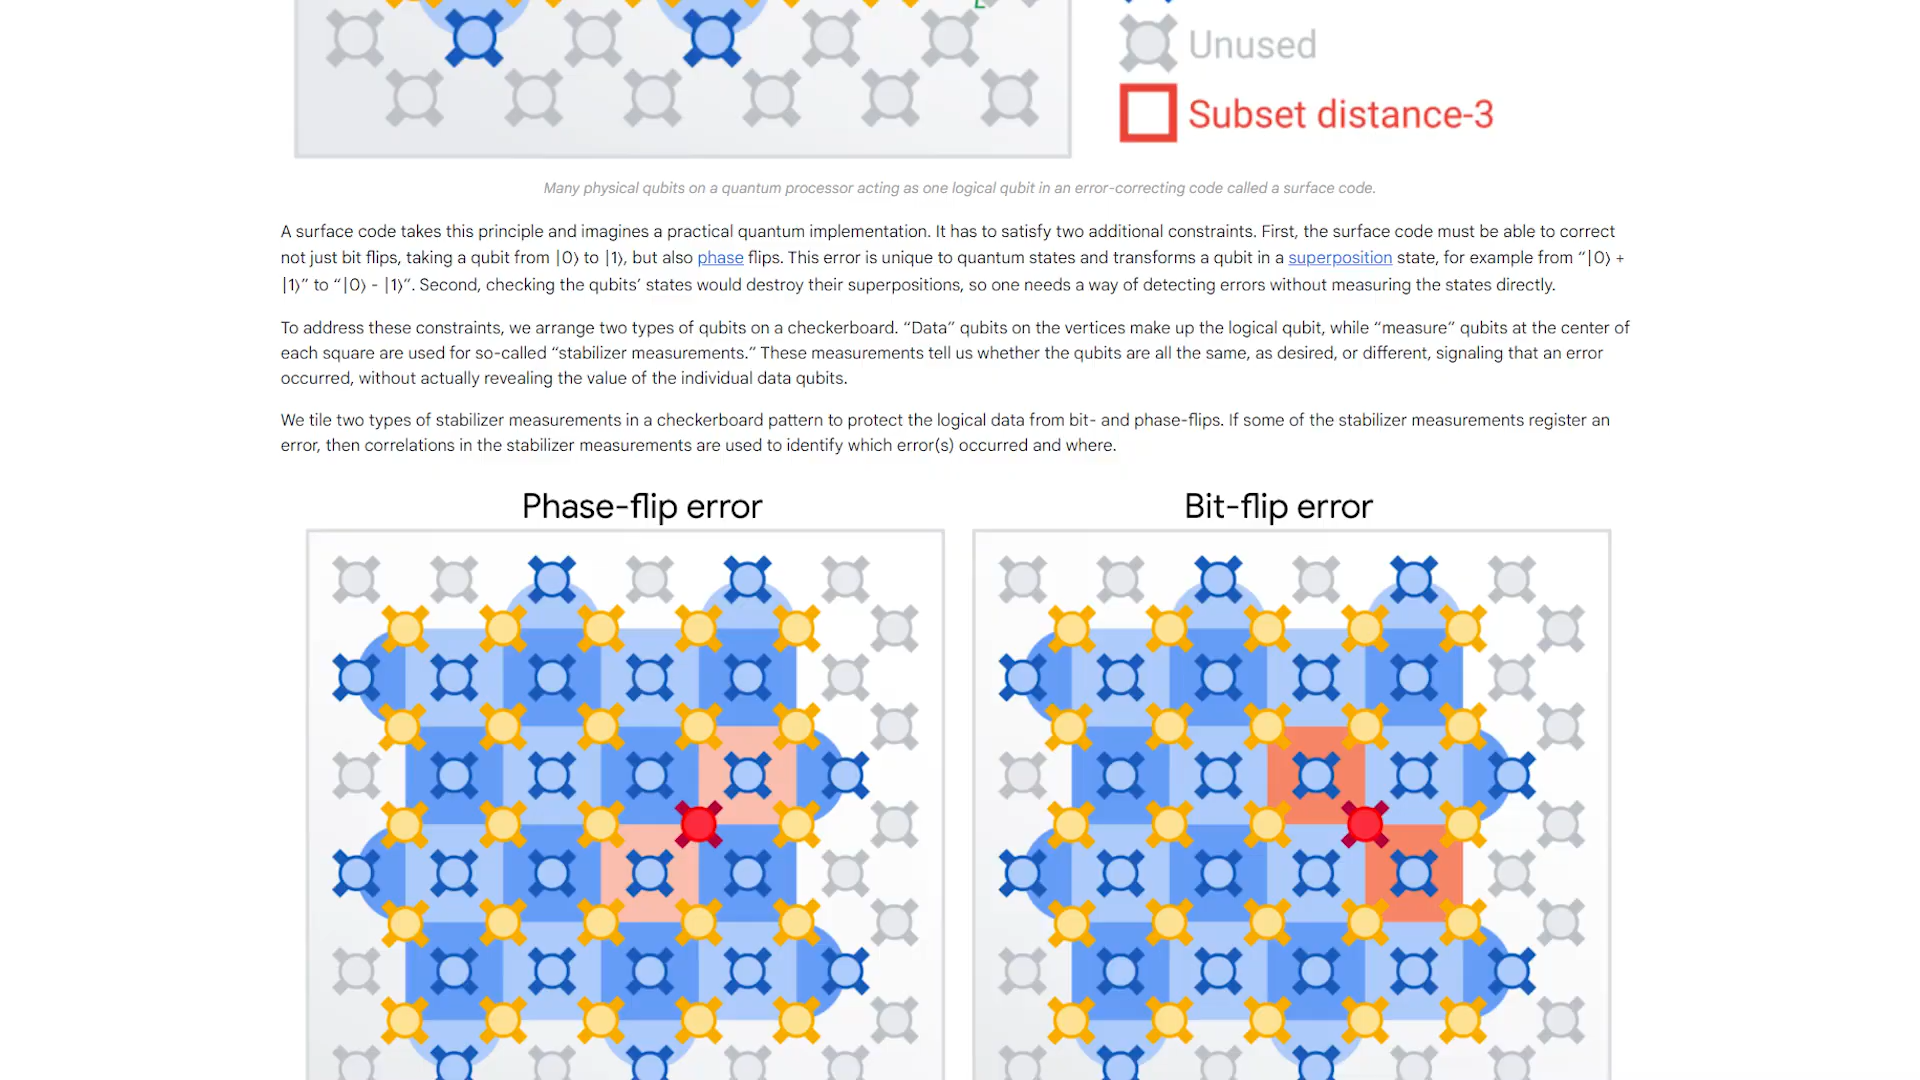 Unused
Subset distance-3
Many physical qubits on a quantum processor acting as one logical qubit in an error-correcting code called a surface code.
A surface code takes this principle and imagines a practical quantum implementation. It has to satisfy two additional constraints. First, the surface code must be able to correct
not just bit flips, taking a qubit from |0⟩ to |1⟩, but also phase flips. This error is unique to quantum states and transforms a qubit in a superposition state, for example from “|0⟩ +
|1⟩” to “|0⟩ - |1⟩”. Second, checking the qubits’ states would destroy their superpositions, so one needs a way of detecting errors without measuring the states directly.
To address these constraints, we arrange two types of qubits on a checkerboard. “Data” qubits on the vertices make up the logical qubit, while “measure” qubits at the center of
each square are used for so-called “stabilizer measurements.” These measurements tell us whether the qubits are all the same, as desired, or different, signaling that an error
occurred, without actually revealing the value of the individual data qubits.
We tile two types of stabilizer measurements in a checkerboard pattern to protect the logical data from bit- and phase-flips. If some of the stabilizer measurements register an
error, then correlations in the stabilizer measurements are used to identify which error(s) occurred and where.
Phase-flip error
Bit-flip error